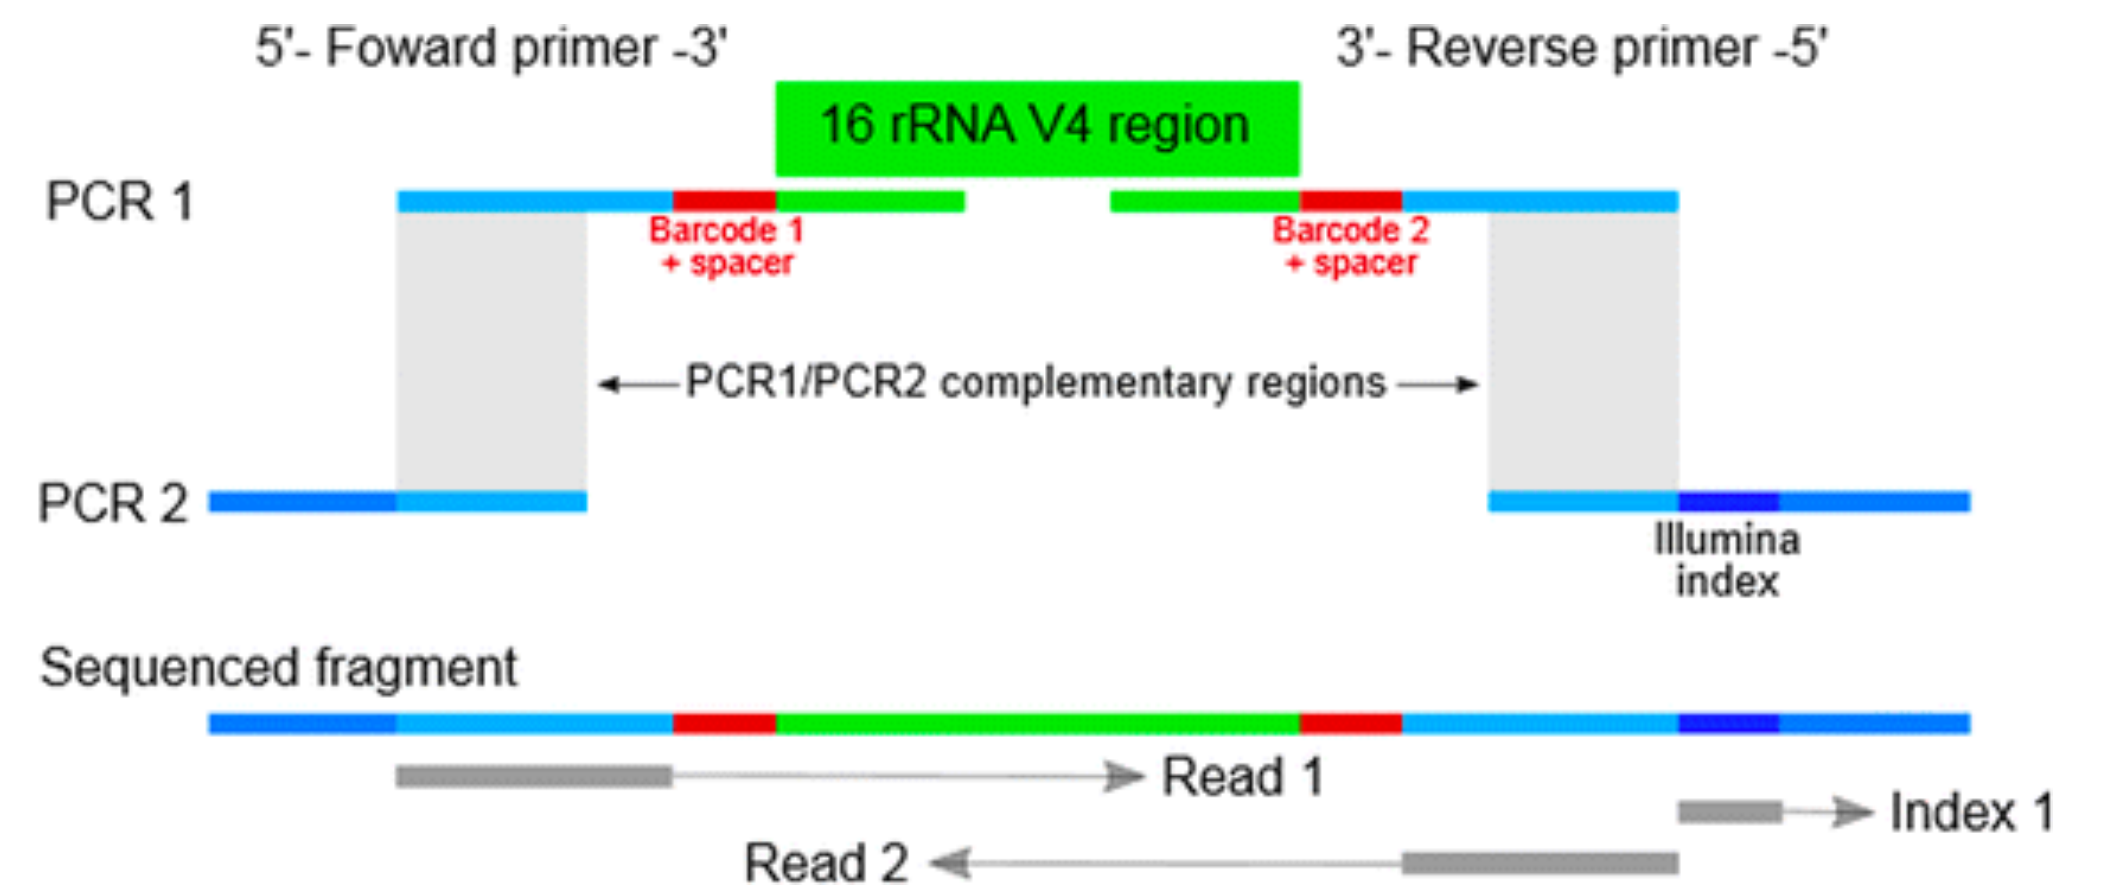 5'- Foward primer -3'
3'- Reverse primer -5'
16 rRNA V4 region
PCR 1
Barcode 1
+ spacer
Barcode 2
+ spacer
PCR1/PCR2 complementary regions
PCR 2
Illumina
index
Sequenced fragment
Read 1
Index 1
Read 2